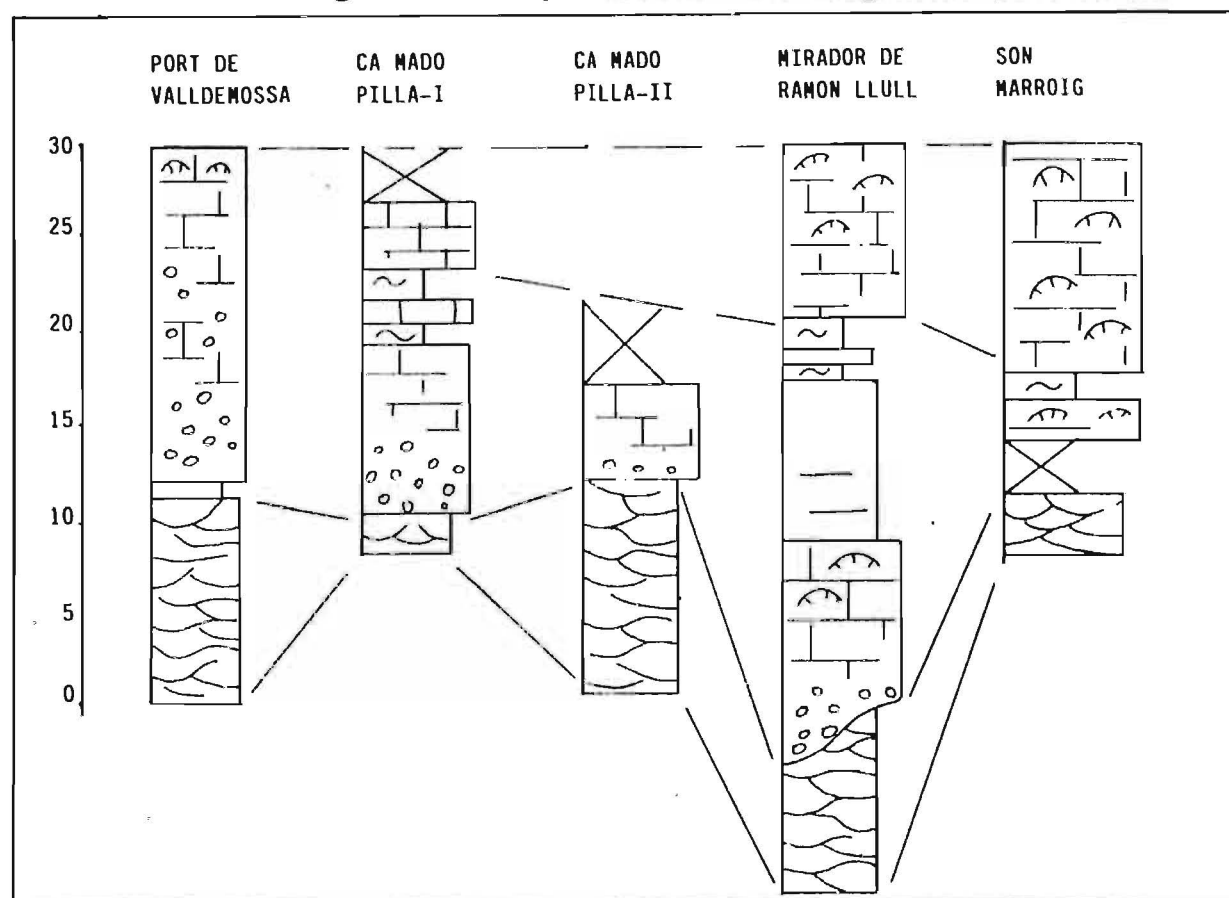 PORT DE
VALLDEMOSSA
CA MADO
PILLA-I
CA MADO
PILLA-II
MIRADOR DE
RAMON LLULL
SON
MARROIG
30
25
20
15
10
5
0